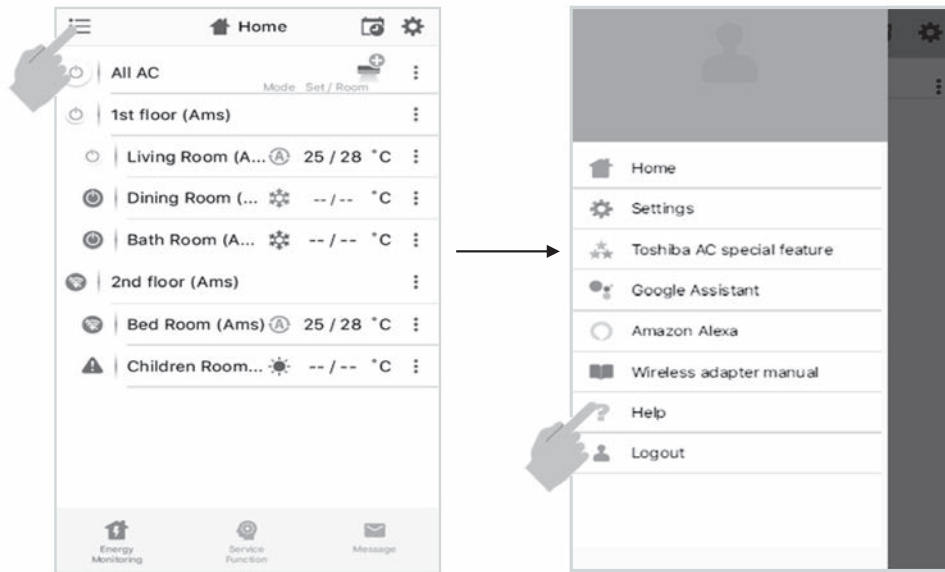 Home
All AC
Mode Set / Room
1st floor (Ams)
Living Room (A... 25 / 28 °C
Dining Room (... -- / -- °C
Bath Room (A... -- / -- °C
2nd floor (Ams)
Bed Room (Ams) 25 / 28 °C
Children Room... -- / -- °C
Energy
Monitoring
Service
Function
Message
Home
Settings
Toshiba AC special feature
Google Assistant
Amazon Alexa
Wireless adapter manual
Help
Logout